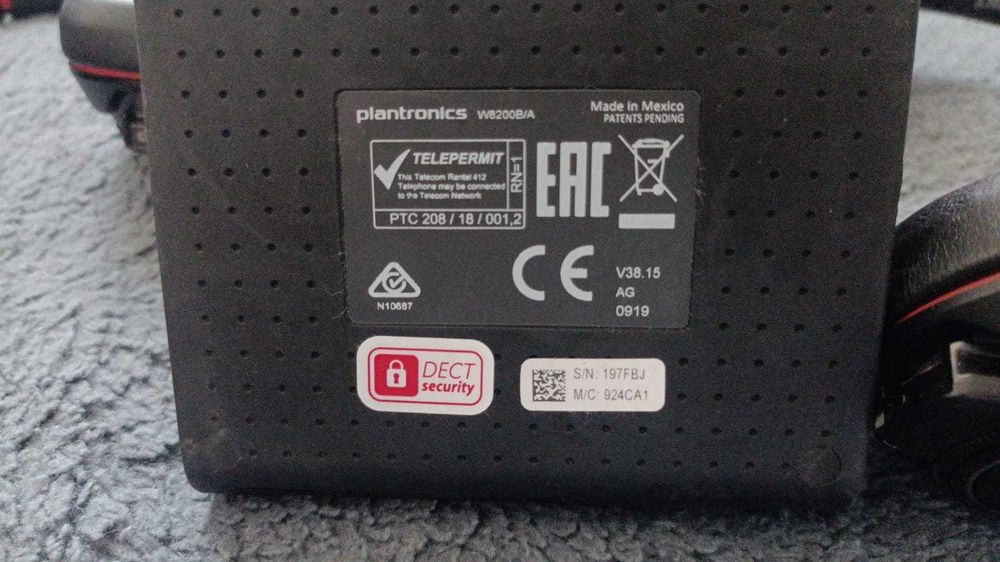 plantronics W8200B/A
Made in Mexico
PATENTS PENDING
TELEPERMIT
This Telecom Rental 412
Telephone may be connected
to the Telecom Network
RN=1
PTC 208 / 18 / 001,2
EAC
CE
N10687
V38.15
AG
0919
DECT
security
S/N: 197FBJ
M/C: 924CA1